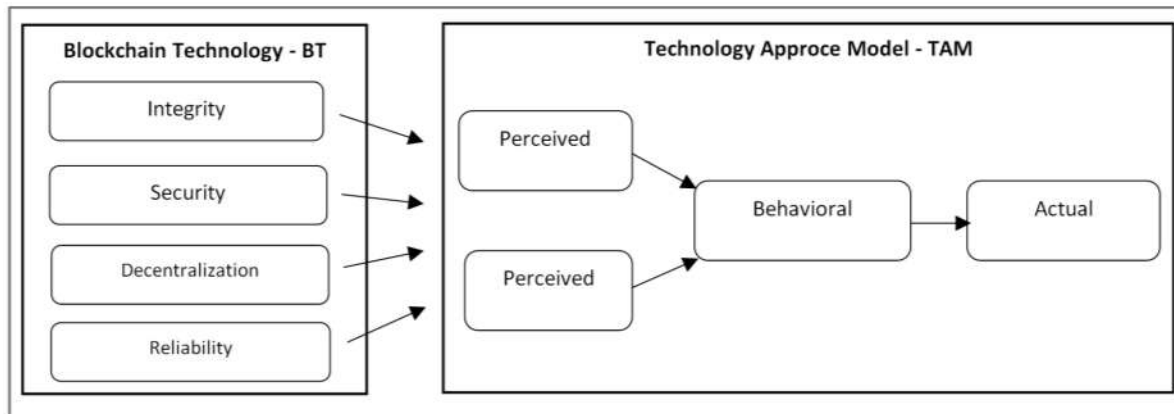 Blockchain Technology - BT
Integrity
Security
Decentralization
Reliability
Technology Approce Model - TAM
Perceived
Perceived
Behavioral
Actual